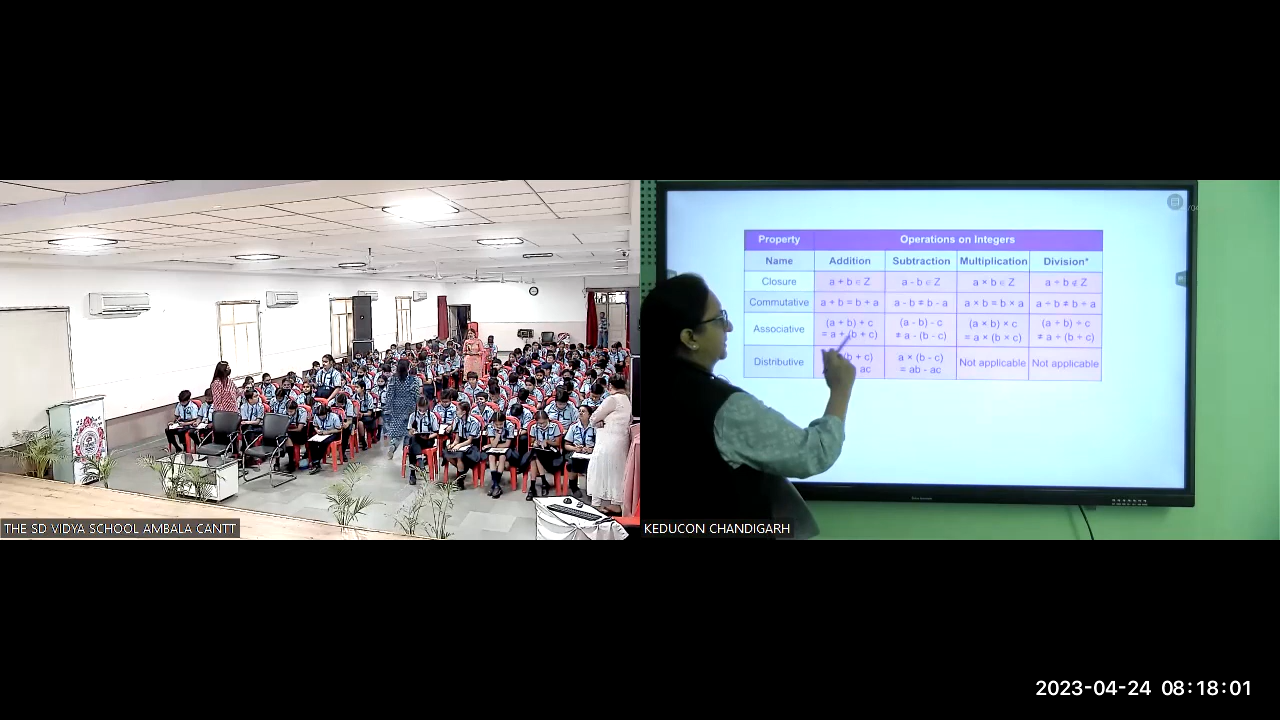 Property Operations on Integers
Name Addition Subtraction Multiplication Division*
Closure a + b ∈ Z a - b ∈ Z a × b ∈ Z a ÷ b ∉ Z
Commutative a + b = b + a a - b ≠ b - a a × b = b × a a ÷ b ≠ b ÷ a
Associative (a + b) + c (a - b) - c (a × b) × c (a ÷ b) ÷ c
= a + (b + c) ≠ a - (b - c) = a × (b × c) ≠ a ÷ (b ÷ c)
Distributive (b + c) a × (b - c) Not applicable Not applicable
ac = ab - ac
THE SD VIDYA SCHOOL AMBALA CANTT
KEDUCON CHANDIGARH
2023-04-24 08:18:01